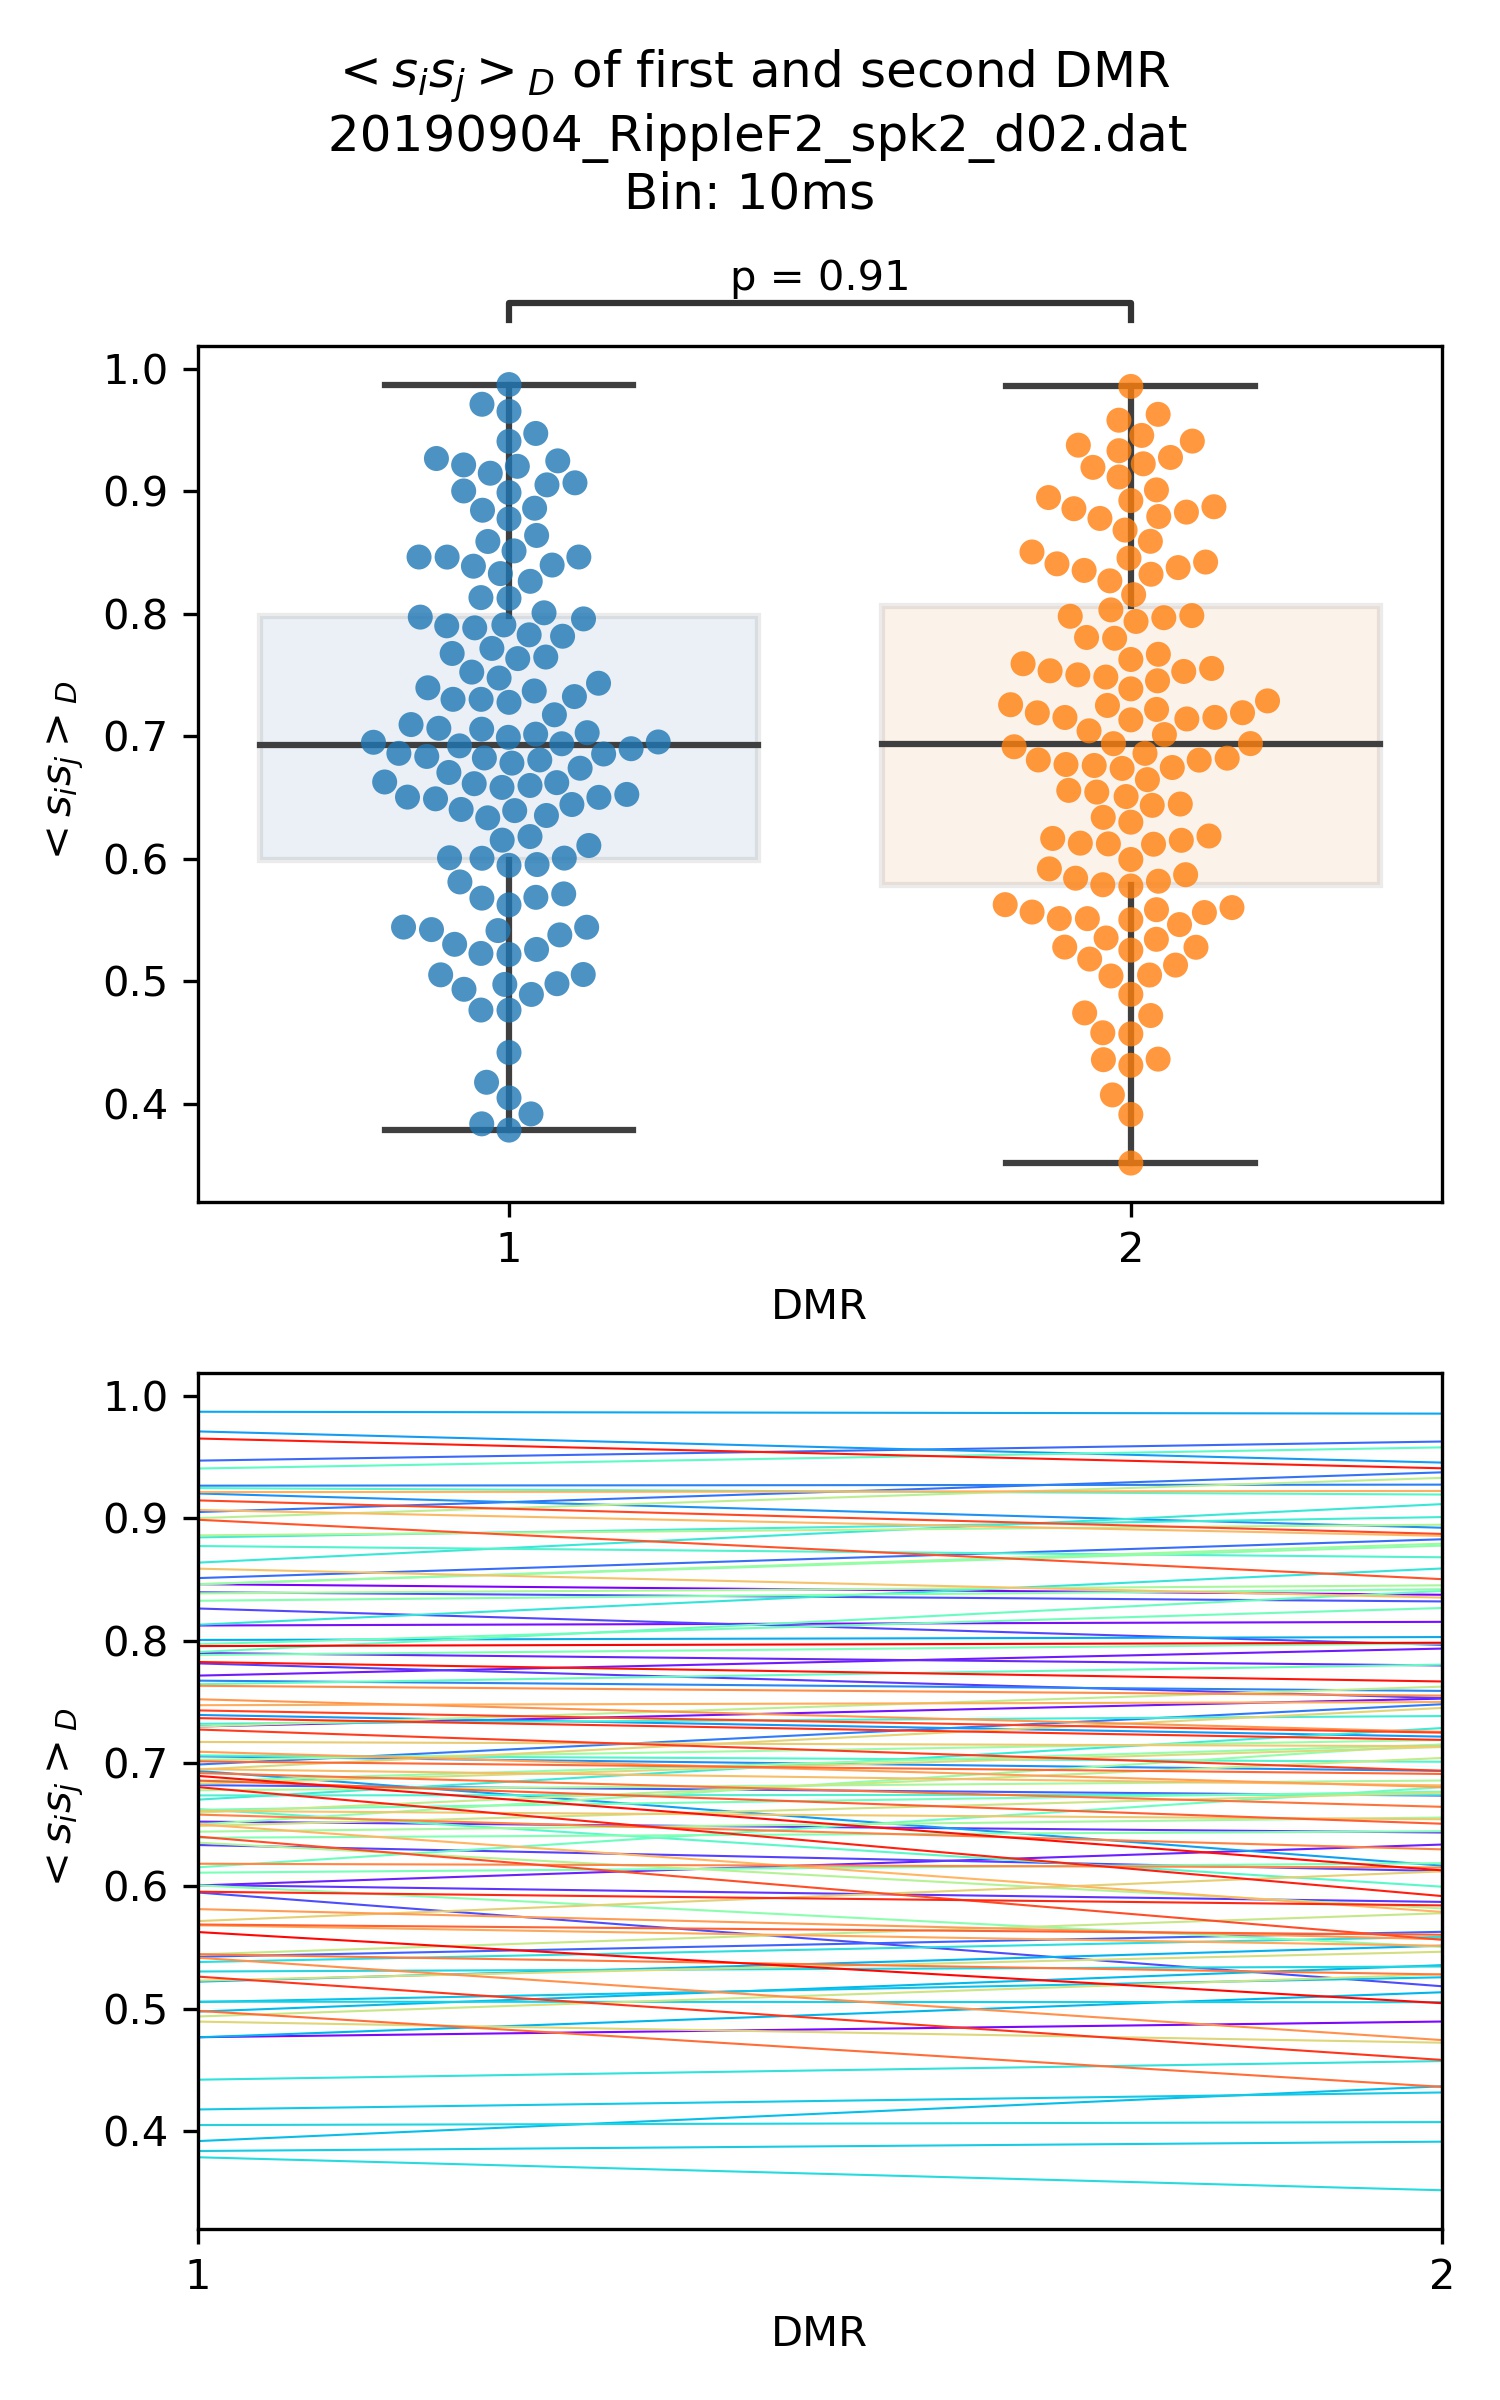 < s_i s_j >_D of first and second DMR
20190904_RippleF2_spk2_d02.dat
Bin: 10ms
p = 0.91
1.0
0.9
0.8
0.7
0.6
0.5
0.4
< s_i s_j >_D
1
2
DMR
1.0
0.9
0.8
0.7
0.6
0.5
0.4
< s_i s_j >_D
1
2
DMR